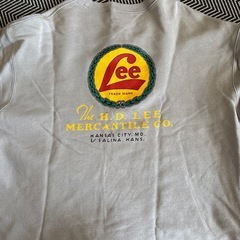 Lee
TRADE MARK
The H.D. LEE
MERCANTILE CO.
KANSAS CITY, MO.
& SALINA, KANS.